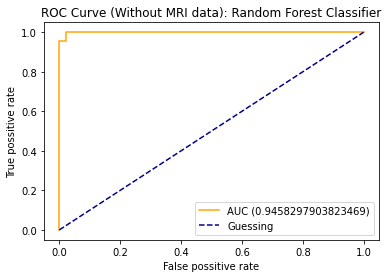 ROC Curve (Without MRI data): Random Forest Classifier
True possitive rate
1.0
0.8
0.6
0.4
0.2
0.0
AUC (0.9458297903823469)
Guessing
0.0 0.2 0.4 0.6 0.8 1.0
False possitive rate